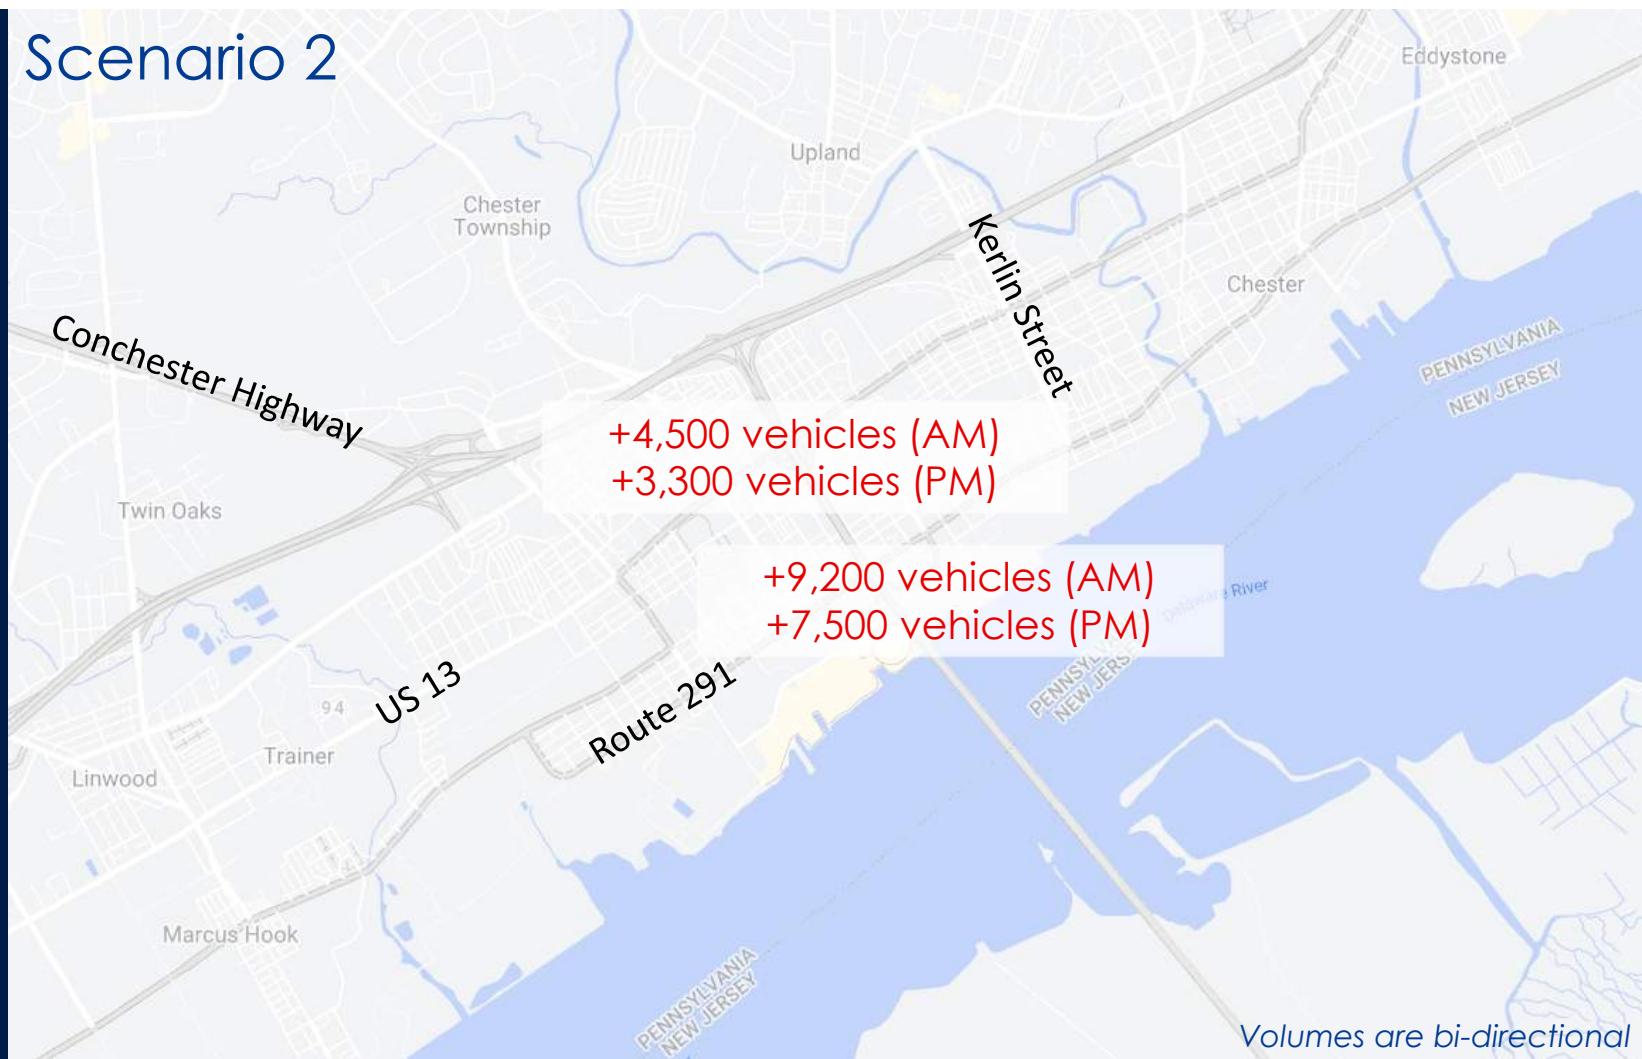 Scenario 2
Eddystone
Upland
Chester
Township
Kerlin Street
Chester
PENNSYLVANIA
NEW JERSEY
Conchester Highway
+4,500 vehicles (AM)
+3,300 vehicles (PM)
Twin Oaks
+9,200 vehicles (AM)
+7,500 vehicles (PM)
Delaware River
US 13
Route 291
94
Trainer
Linwood
Marcus Hook
PENNSYLVANIA
NEW JERSEY
Volumes are bi-directional